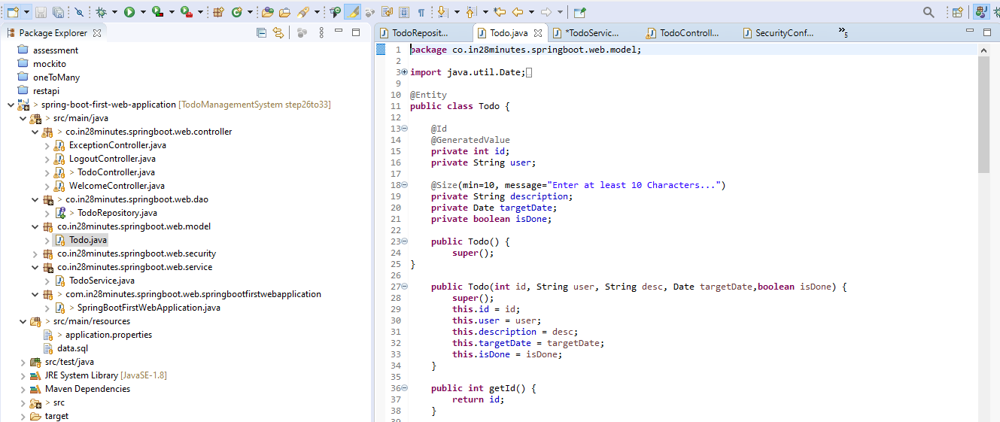 Package Explorer
assessment
mockito
oneToMany
restapi
> spring-boot-first-web-application [TodoManagementSystem step26to33]
> src/main/java
> co.in28minutes.springboot.web.controller
ExceptionController.java
LogoutController.java
> TodoController.java
WelcomeController.java
> co.in28minutes.springboot.web.dao
> TodoRepository.java
co.in28minutes.springboot.web.model
Todo.java
co.in28minutes.springboot.web.security
co.in28minutes.springboot.web.service
TodoService.java
> com.in28minutes.springboot.web.springbootfirstwebapplication
> SpringBootFirstWebApplication.java
> src/main/resources
> application.properties
data.sql
src/test/java
JRE System Library [JavaSE-1.8]
Maven Dependencies
> src
target
TodoReposit... Todo.java *TodoServic... TodoControll... SecurityConf... »5
1 package co.in28minutes.springboot.web.model;
2
3 import java.util.Date;
9
10 @Entity
11 public class Todo {
12
13 @Id
14 @GeneratedValue
15 private int id;
16 private String user;
17
18 @Size(min=10, message="Enter at least 10 Characters...")
19 private String description;
20 private Date targetDate;
21 private boolean isDone;
22
23 public Todo() {
24 super();
25 }
26
27 public Todo(int id, String user, String desc, Date targetDate,boolean isDone) {
28 super();
29 this.id = id;
30 this.user = user;
31 this.description = desc;
32 this.targetDate = targetDate;
33 this.isDone = isDone;
34 }
35
36 public int getId() {
37 return id;
38 }